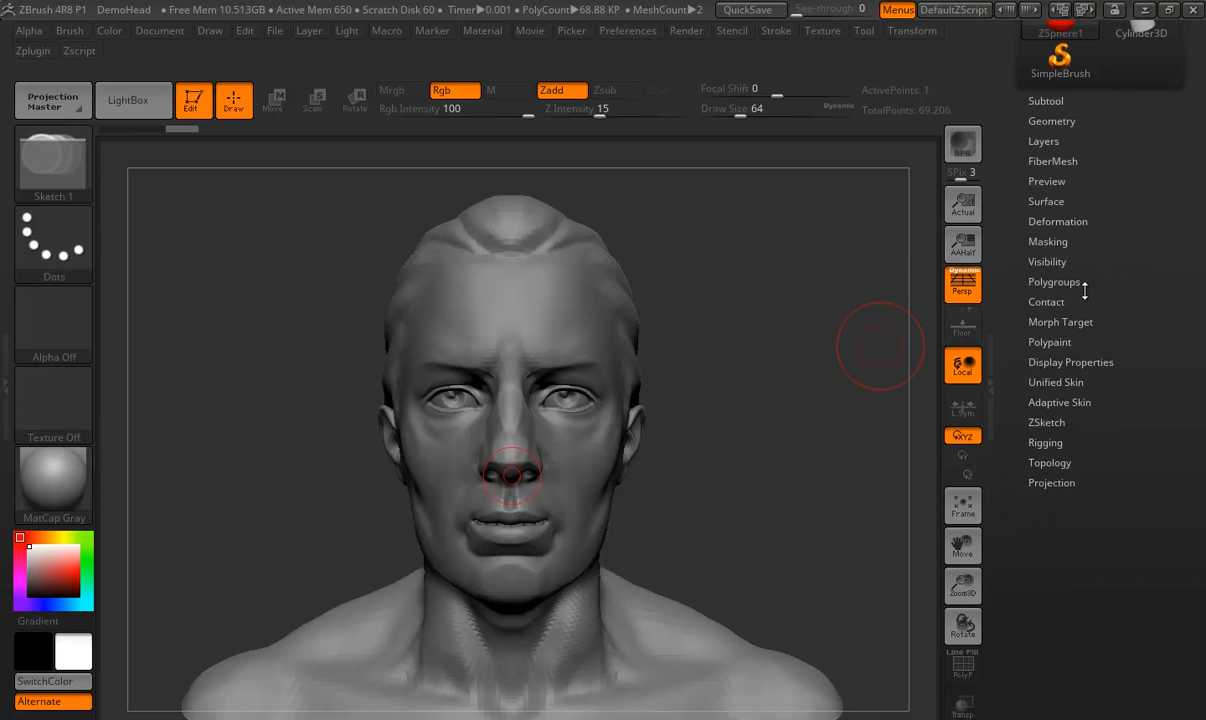 ZBrush 4R8 P1 DemoHead • Free Mem 10.513GB • Active Mem 650 • Scratch Disk 60 • Timer▶0.001 • PolyCount▶68.88 KP • MeshCount▶2 QuickSave See-through 0 Menus DefaultZScript
Alpha Brush Color Document Draw Edit File Layer Light Macro Marker Material Movie Picker Preferences Render Stencil Stroke Texture Tool Transform
Zplugin Zscript
Projection Master
LightBox
Edit
Draw
Move
Scale
Rotate
Mrgb Rgb M Zadd Zsub
Rgb Intensity 100 Z Intensity 15
Focal Shift 0
Draw Size 64 Dynamic
ActivePoints: 1
TotalPoints: 69.206
Sketch 1
Dots
Alpha Off
Texture Off
MatCap Gray
Gradient
SwitchColor
Alternate
BPR
SPix 3
Actual
AAHalf
Dynamic
Persp
Floor
Local
L.Sym
XYZ
Frame
Move
Zoom3D
Rotate
Line Fill
PolyF
Transp
ZSphere1 Cylinder3D
SimpleBrush
Subtool
Geometry
Layers
FiberMesh
Preview
Surface
Deformation
Masking
Visibility
Polygroups
Contact
Morph Target
Polypaint
Display Properties
Unified Skin
Adaptive Skin
ZSketch
Rigging
Topology
Projection